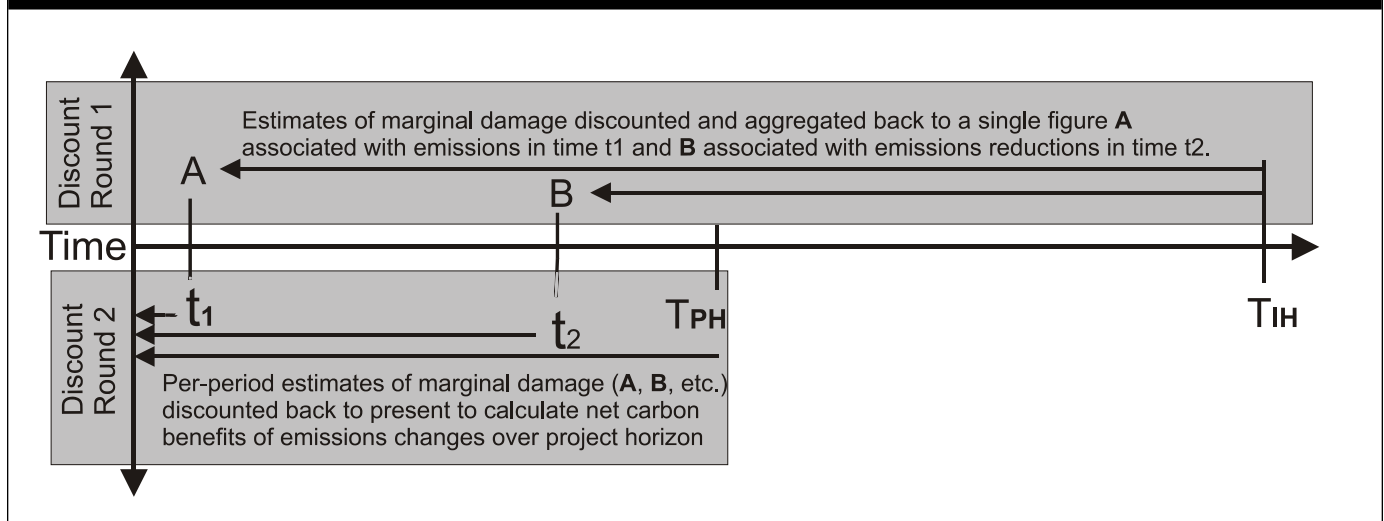 Discount
Round 1
Estimates of marginal damage discounted and aggregated back to a single figure A
associated with emissions in time t1 and B associated with emissions reductions in time t2.
A
B
Time
t1
t2
TPH
TIH
Discount
Round 2
Per-period estimates of marginal damage (A, B, etc.)
discounted back to present to calculate net carbon
benefits of emissions changes over project horizon